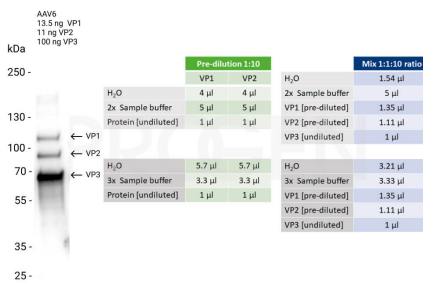 AAV6
13.5 ng VP1
11 ng VP2
100 ng VP3
kDa
250 -
130 -
100 -
70 -
55 -
35 -
25 -
← VP1
← VP2
← VP3
Pre-dilution 1:10
VP1 VP2
H₂O 4 µl 4 µl
2x Sample buffer 5 µl 5 µl
Protein [undiluted] 1 µl 1 µl
H₂O 5.7 µl 5.7 µl
3x Sample buffer 3.3 µl 3.3 µl
Protein [undiluted] 1 µl 1 µl
Mix 1:1:10 ratio
H₂O 1.54 µl
2x Sample buffer 5 µl
VP1 [pre-diluted] 1.35 µl
VP2 [pre-diluted] 1.11 µl
VP3 [undiluted] 1 µl
H₂O 3.21 µl
3x Sample buffer 3.33 µl
VP1 [pre-diluted] 1.35 µl
VP2 [pre-diluted] 1.11 µl
VP3 [undiluted] 1 µl
PROGEN